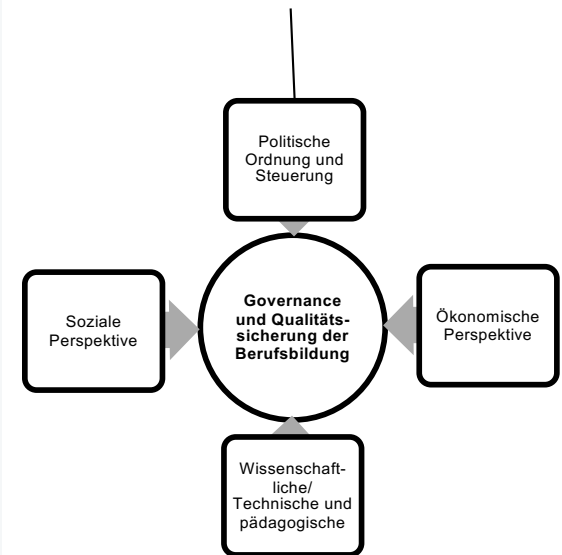 Politische
Ordnung und
Steuerung
Soziale
Perspektive
Governance
und Qualitäts-
sicherung der
Berufsbildung
Ökonomische
Perspektive
Wissenschaft-
liche/
Technische und
pädagogische